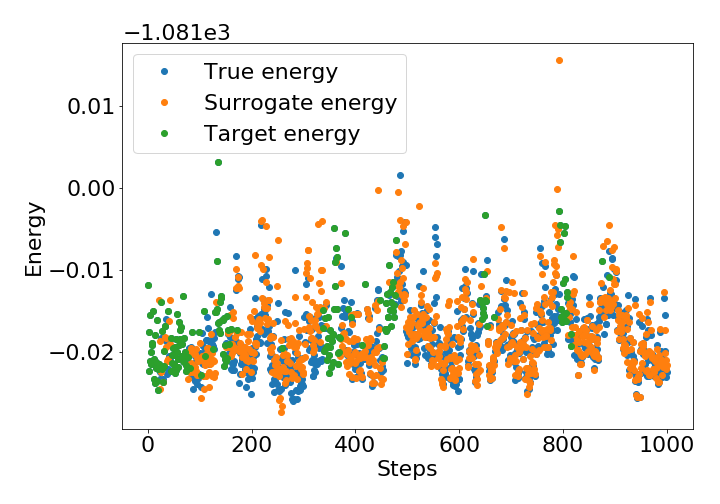 −1.081e3
True energy
Surrogate energy
Target energy
0.01
0.00
−0.01
−0.02
Energy
0 200 400 600 800 1000
Steps